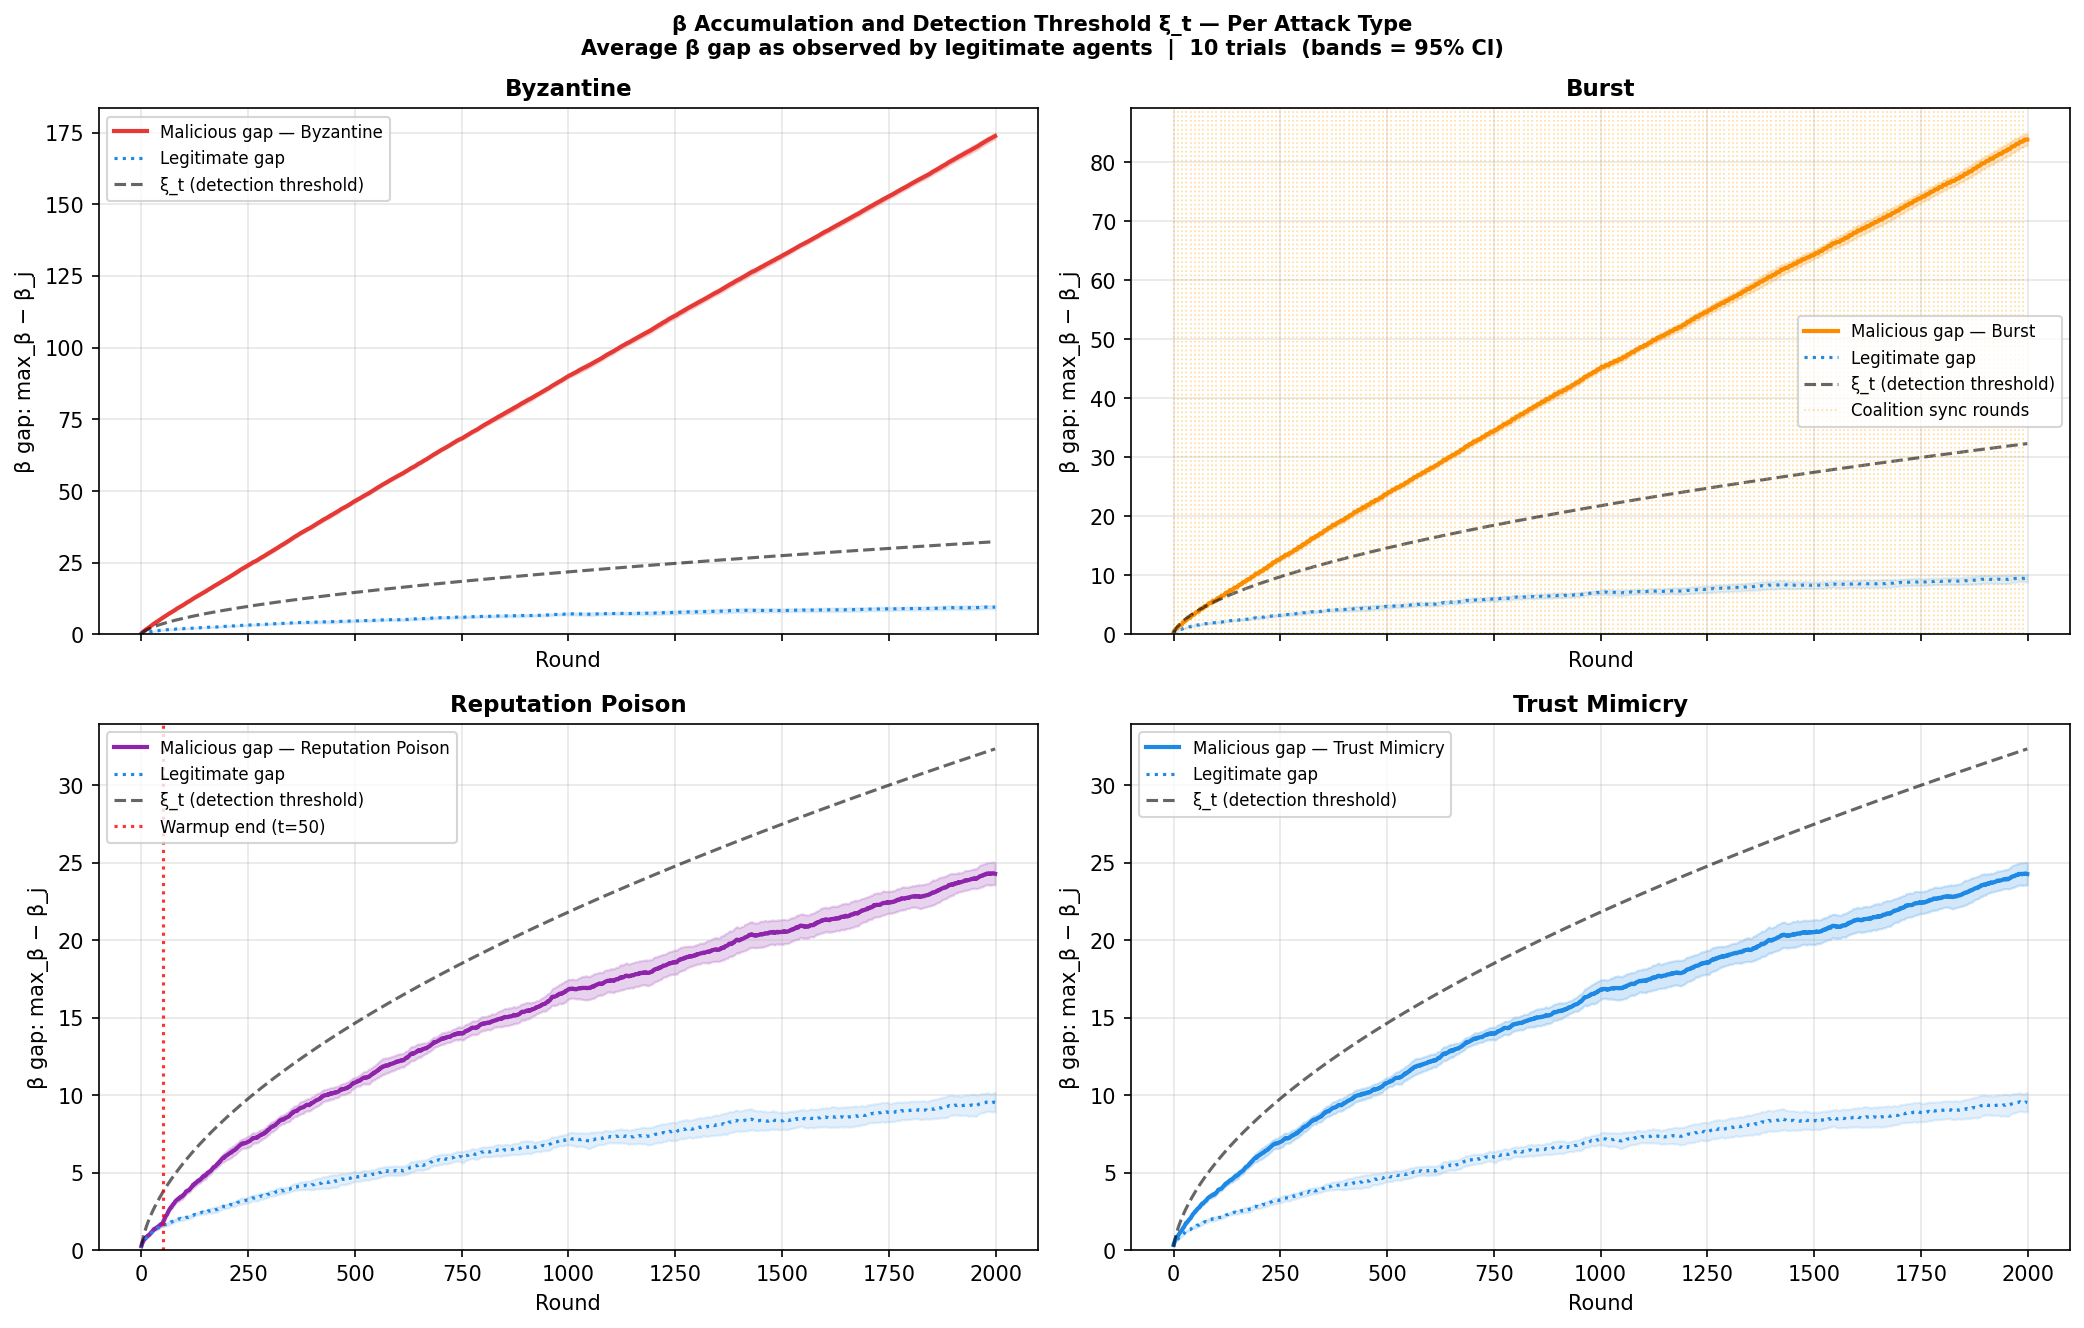 β Accumulation and Detection Threshold ξ_t — Per Attack Type
Average β gap as observed by legitimate agents | 10 trials (bands = 95% CI)
Byzantine
β gap: max_β − β_j
175
150
125
100
75
50
25
0
Malicious gap — Byzantine
Legitimate gap
ξ_t (detection threshold)
Round
Burst
β gap: max_β − β_j
80
70
60
50
40
30
20
10
0
Malicious gap — Burst
Legitimate gap
ξ_t (detection threshold)
Coalition sync rounds
Round
Reputation Poison
β gap: max_β − β_j
30
25
20
15
10
5
0
Malicious gap — Reputation Poison
Legitimate gap
ξ_t (detection threshold)
Warmup end (t=50)
0 250 500 750 1000 1250 1500 1750 2000
Round
Trust Mimicry
β gap: max_β − β_j
30
25
20
15
10
5
0
Malicious gap — Trust Mimicry
Legitimate gap
ξ_t (detection threshold)
0 250 500 750 1000 1250 1500 1750 2000
Round